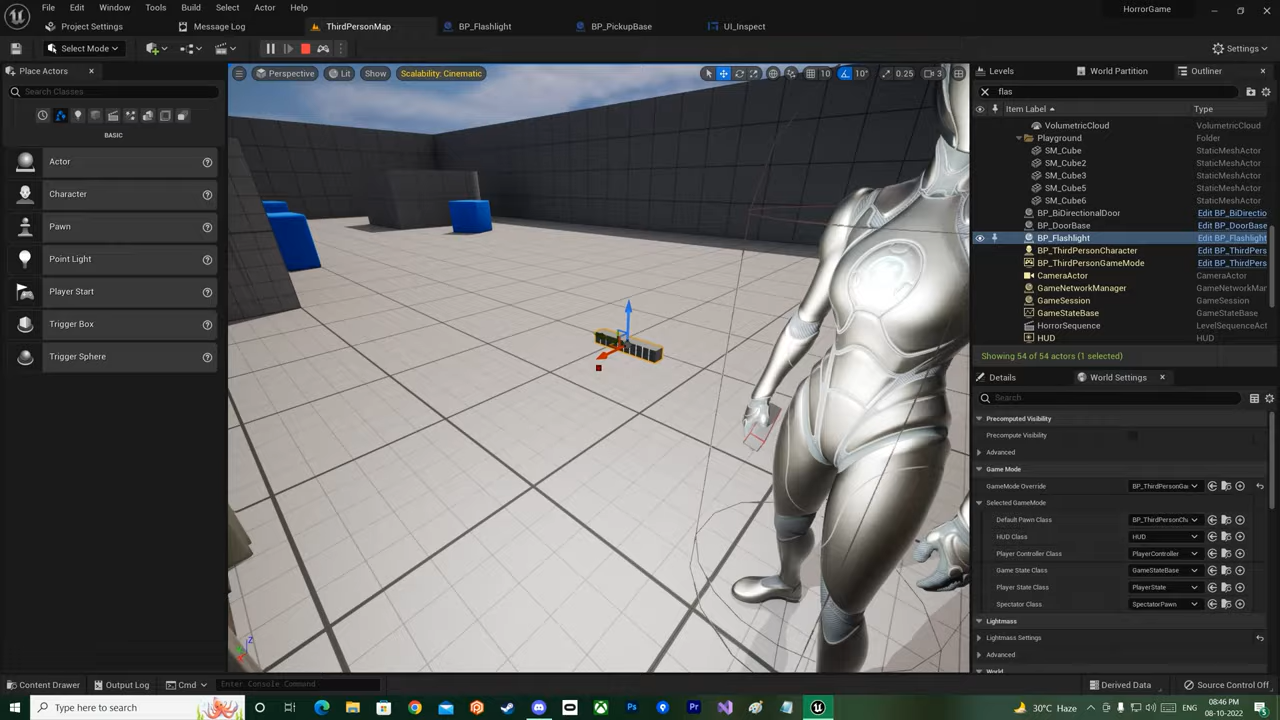 File Edit Window Tools Build Select Actor Help
HorrorGame
Project Settings
Message Log
ThirdPersonMap
BP_Flashlight
BP_PickupBase
UI_Inspect
Select Mode
Settings
Place Actors
Perspective
Lit
Show
Scalability: Cinematic
10
10°
0.25
3
Levels
World Partition
Outliner
Search Classes
flas
Item Label
Type
BASIC
VolumetricCloud VolumetricCloud
Playground Folder
SM_Cube StaticMeshActor
SM_Cube2 StaticMeshActor
SM_Cube3 StaticMeshActor
SM_Cube5 StaticMeshActor
SM_Cube6 StaticMeshActor
BP_BiDirectionalDoor Edit BP_BiDirectio
BP_DoorBase Edit BP_DoorBase
BP_Flashlight Edit BP_Flashlight
BP_ThirdPersonCharacter Edit BP_ThirdPers
BP_ThirdPersonGameMode Edit BP_ThirdPers
CameraActor CameraActor
GameNetworkManager GameNetworkMar
GameSession GameSession
GameStateBase GameStateBase
HorrorSequence LevelSequenceAct
HUD HUD
Showing 54 of 54 actors (1 selected)
Actor
Character
Pawn
Point Light
Player Start
Trigger Box
Trigger Sphere
Details
World Settings
Search
Precomputed Visibility
Precompute Visibility
Advanced
Game Mode
GameMode Override BP_ThirdPersonGar
Selected GameMode
Default Pawn Class BP_ThirdPersonCh
HUD Class HUD
Player Controller Class PlayerController
Game State Class GameStateBase
Player State Class PlayerState
Spectator Class SpectatorPawn
Lightmass
Lightmass Settings
Advanced
World
Z
Content Drawer
Output Log
Cmd
Enter Console Command
Derived Data
Source Control Off
Type here to search
30°C Haze
08:46 PM
08-10-2022